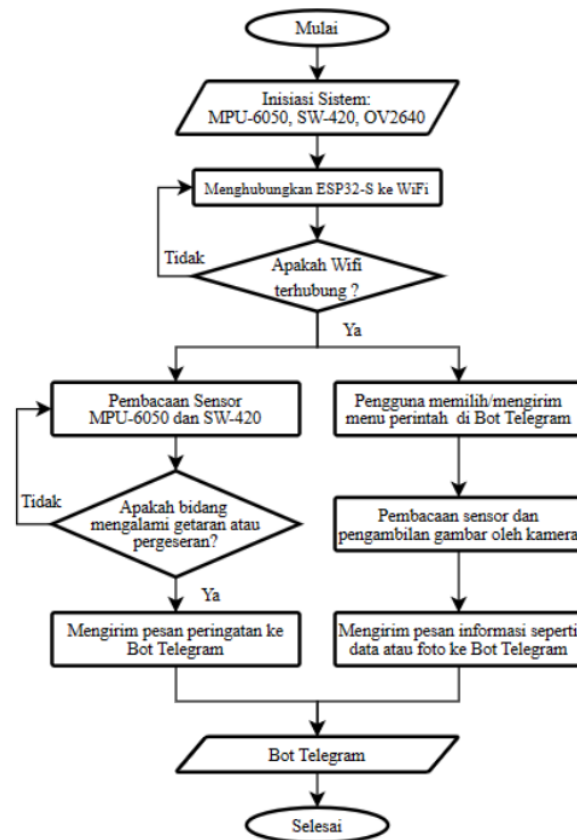 Mulai
Inisiasi Sistem:
MPU-6050, SW-420, OV2640
Menghubungkan ESP32-S ke WiFi
Tidak
Apakah Wifi
terhubung ?
Ya
Pembacaan Sensor
MPU-6050 dan SW-420
Tidak
Apakah bidang
mengalami getaran atau
pergeseran?
Ya
Mengirim pesan peringatan ke
Bot Telegram
Pengguna memilih/mengirim
menu perintah di Bot Telegram
Pembacaan sensor dan
pengambilan gambar oleh kamera
Mengirim pesan informasi seperti
data atau foto ke Bot Telegram
Bot Telegram
Selesai